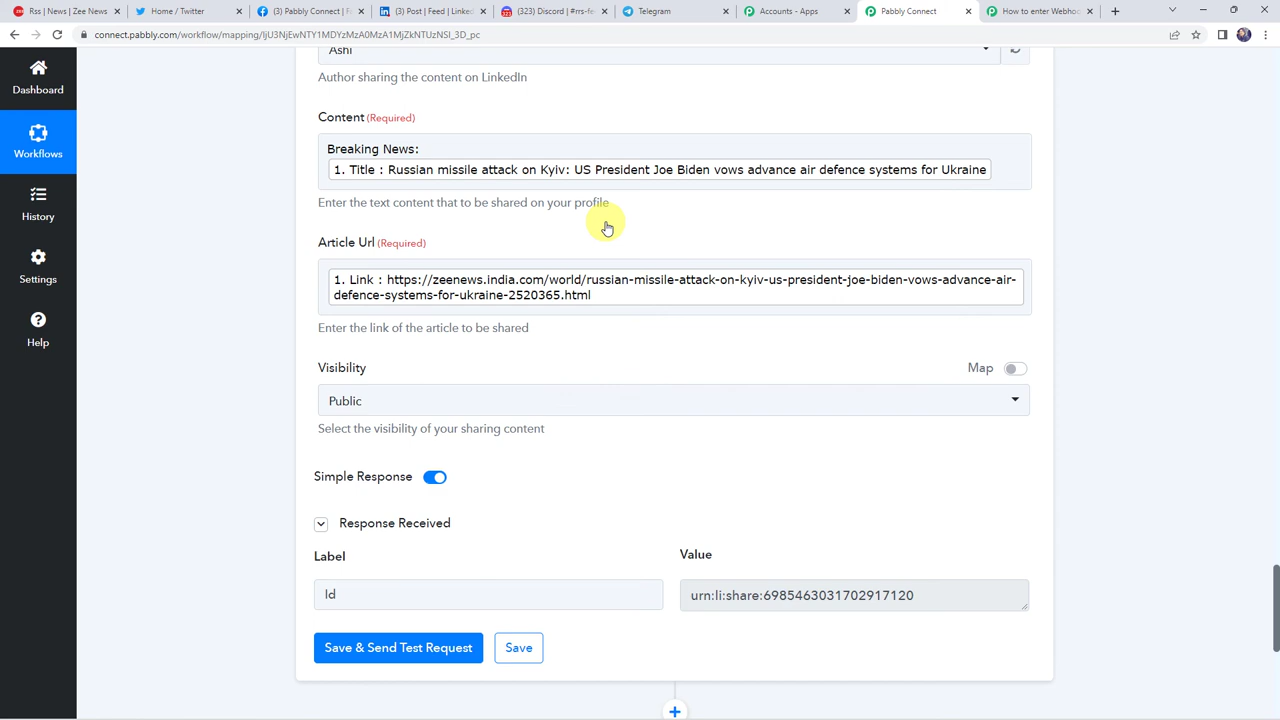 Rss | News | Zee News
Home / Twitter
(3) Pabbly Connect | F
(3) Post | Feed | Linked
(323) Discord | #m-fe
Telegram
Accounts - Apps
Pabbly Connect
How to enter Webhoo
connect.pabbly.com/workflow/mapping/IjU3NjEwNTY1MDYzMzA0MzA1MjZkNTUzNSI_3D_pc
Dashboard
Workflows
History
Settings
Help
Ashi
Author sharing the content on LinkedIn
Content (Required)
Breaking News:
1. Title : Russian missile attack on Kyiv: US President Joe Biden vows advance air defence systems for Ukraine
Enter the text content that to be shared on your profile
Article Url (Required)
1. Link : https://zeenews.india.com/world/russian-missile-attack-on-kyiv-us-president-joe-biden-vows-advance-air-
defence-systems-for-ukraine-2520365.html
Enter the link of the article to be shared
Visibility
Map
Public
Select the visibility of your sharing content
Simple Response
Response Received
Label
Value
Id
urn:li:share:6985463031702917120
Save & Send Test Request
Save